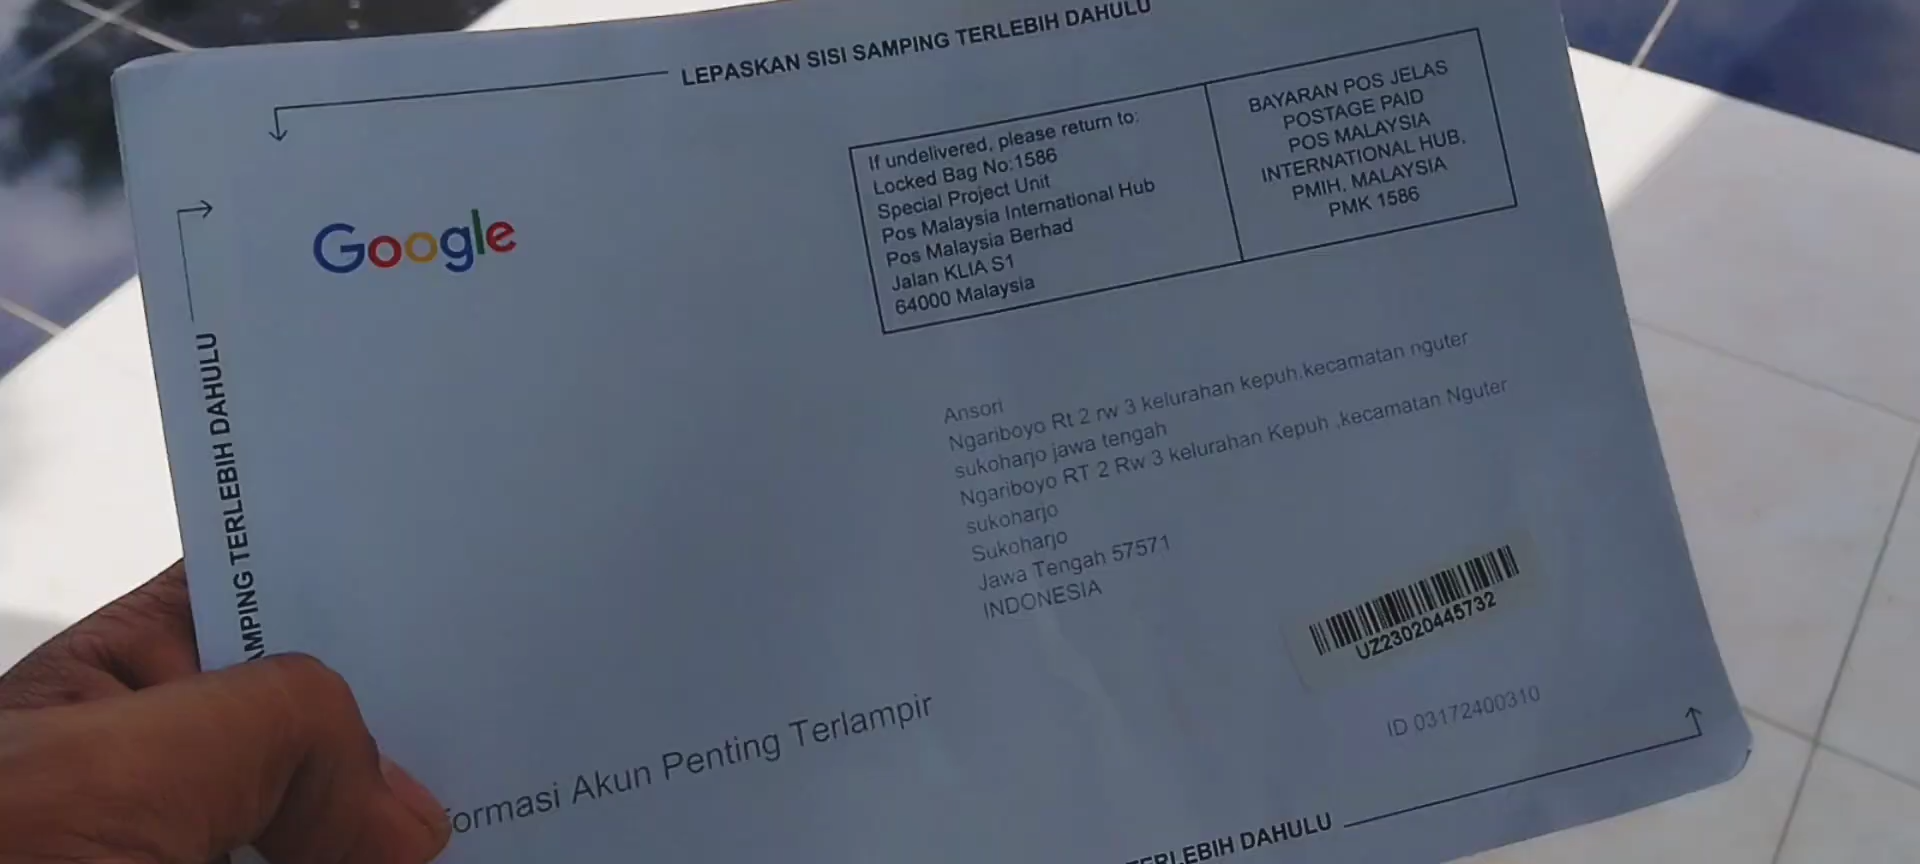 LEPASKAN SISI SAMPING TERLEBIH DAHULU
Google
If undelivered, please return to:
Locked Bag No:1586
Special Project Unit
Pos Malaysia International Hub
Pos Malaysia Berhad
Jalan KLIA S1
64000 Malaysia
BAYARAN POS JELAS
POSTAGE PAID
POS MALAYSIA
INTERNATIONAL HUB,
PMIH, MALAYSIA
PMK 1586
AMPING TERLEBIH DAHULU
Ansori
Ngariboyo Rt 2 rw 3 kelurahan kepuh.kecamatan nguter
sukoharjo jawa tengah
Ngariboyo RT 2 Rw 3 kelurahan Kepuh ,kecamatan Nguter
sukoharjo
Sukoharjo
Jawa Tengah 57571
INDONESIA
UZ23020445732
ID 03172400310
formasi Akun Penting Terlampir
TERLEBIH DAHULU